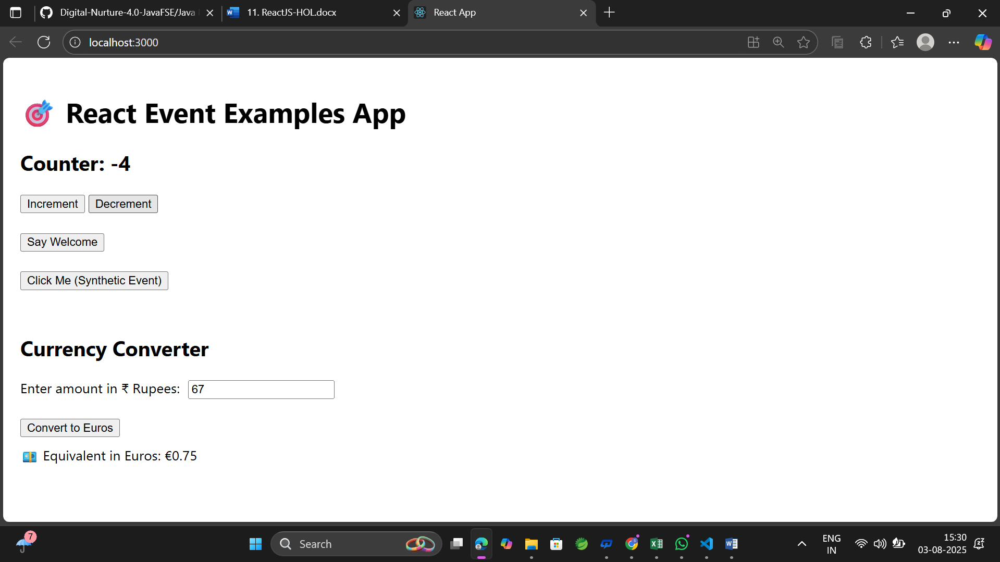 Digital-Nurture-4.0-JavaFSE/Java
11. ReactJS-HOL.docx
React App
localhost:3000
React Event Examples App
Counter: -4
Increment Decrement
Say Welcome
Click Me (Synthetic Event)
Currency Converter
Enter amount in ₹ Rupees: 67
Convert to Euros
Equivalent in Euros: €0.75
7
Search
ENG
IN
15:30
03-08-2025